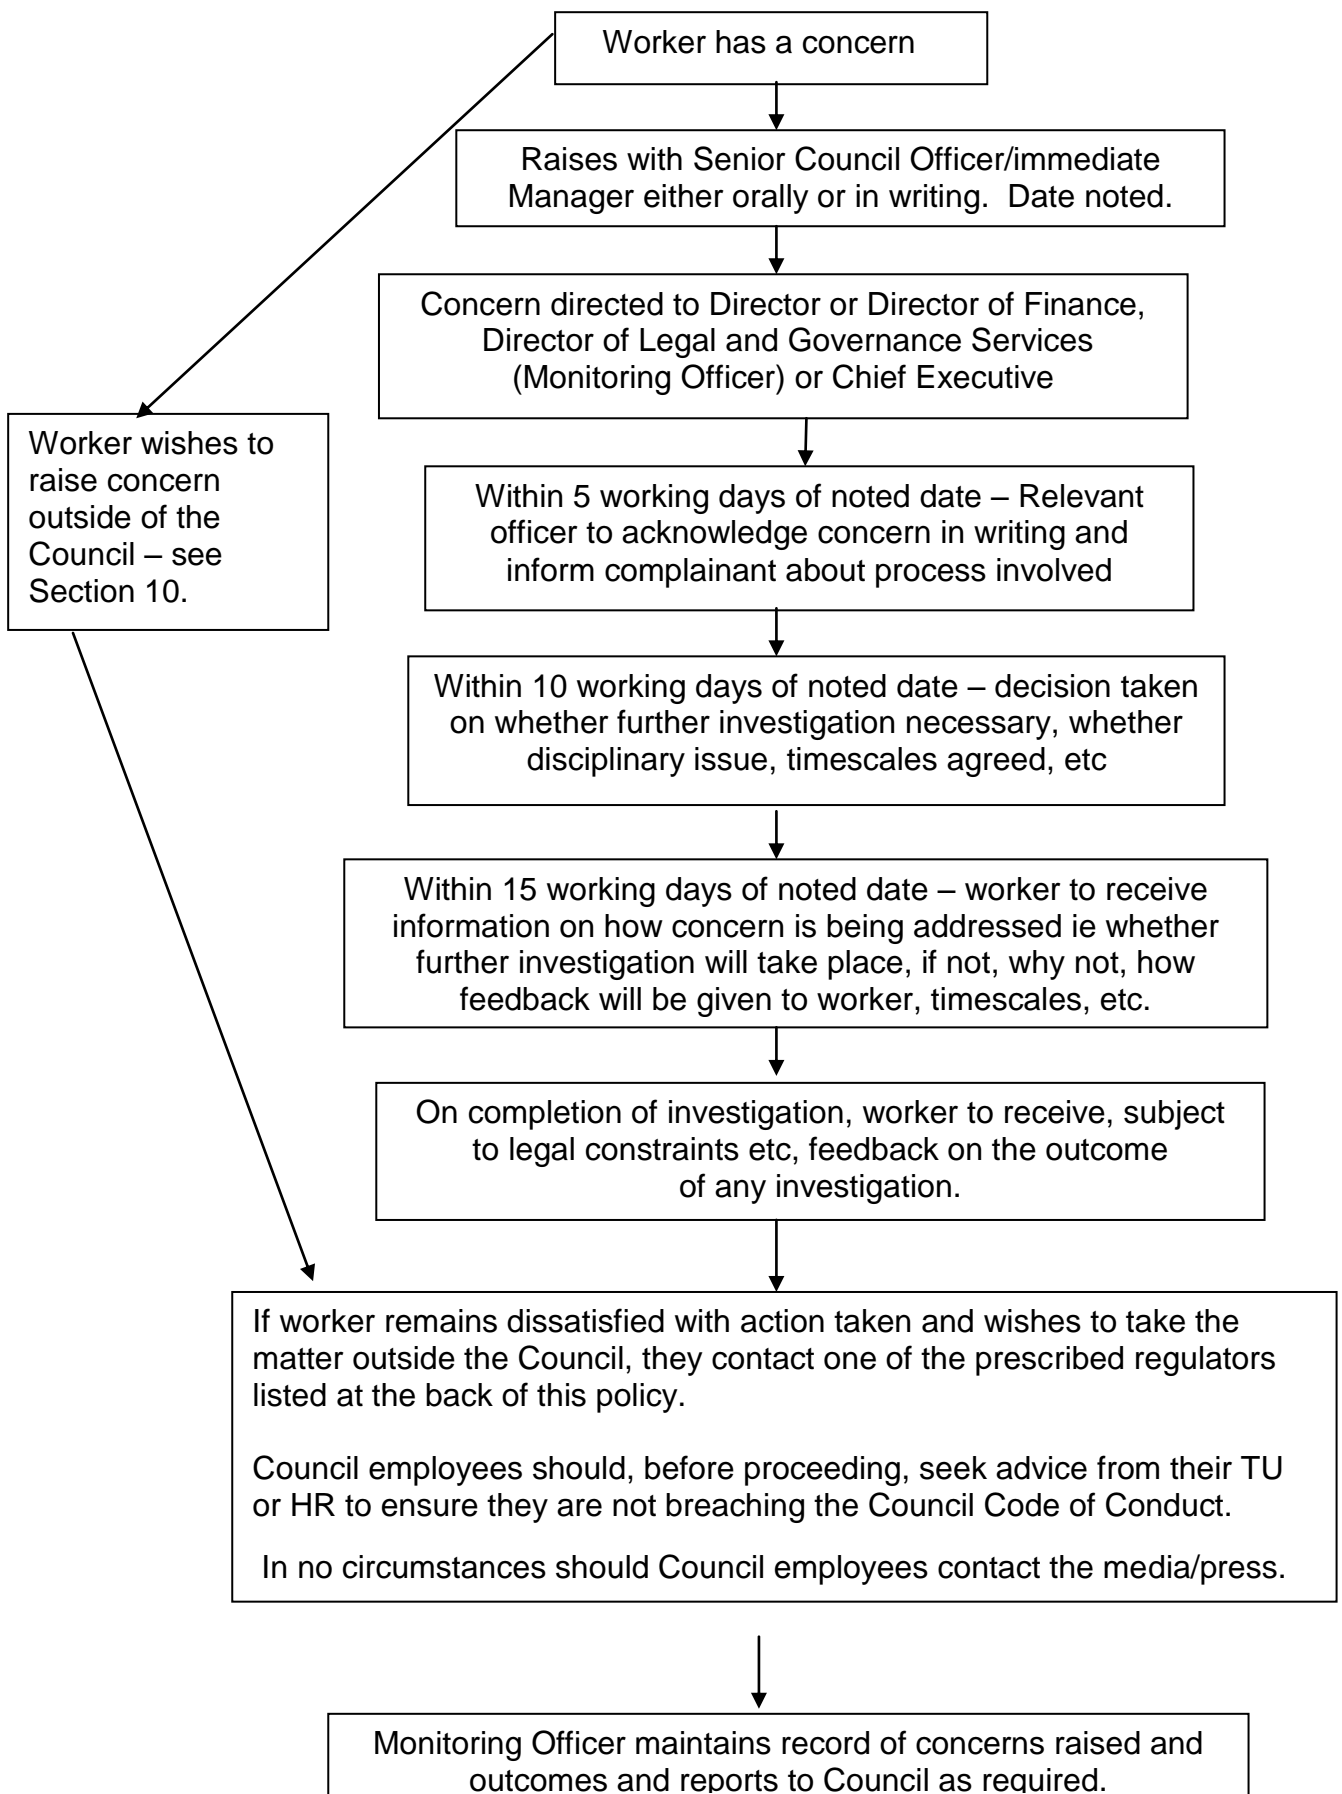 Worker has a concern
Raises with Senior Council Officer/immediate
Manager either orally or in writing.  Date noted.
Concern directed to Director or Director of Finance,
Director of Legal and Governance Services
(Monitoring Officer) or Chief Executive
Worker wishes to
raise concern
outside of the
Council – see
Section 10.
Within 5 working days of noted date – Relevant
officer to acknowledge concern in writing and
inform complainant about process involved
Within 10 working days of noted date – decision taken
on whether further investigation necessary, whether
disciplinary issue, timescales agreed, etc
Within 15 working days of noted date – worker to receive
information on how concern is being addressed ie whether
further investigation will take place, if not, why not, how
feedback will be given to worker, timescales, etc.
On completion of investigation, worker to receive, subject
to legal constraints etc, feedback on the outcome
of any investigation.
If worker remains dissatisfied with action taken and wishes to take the
matter outside the Council, they contact one of the prescribed regulators
listed at the back of this policy.
Council employees should, before proceeding, seek advice from their TU
or HR to ensure they are not breaching the Council Code of Conduct.
In no circumstances should Council employees contact the media/press.
Monitoring Officer maintains record of concerns raised and
outcomes and reports to Council as required.